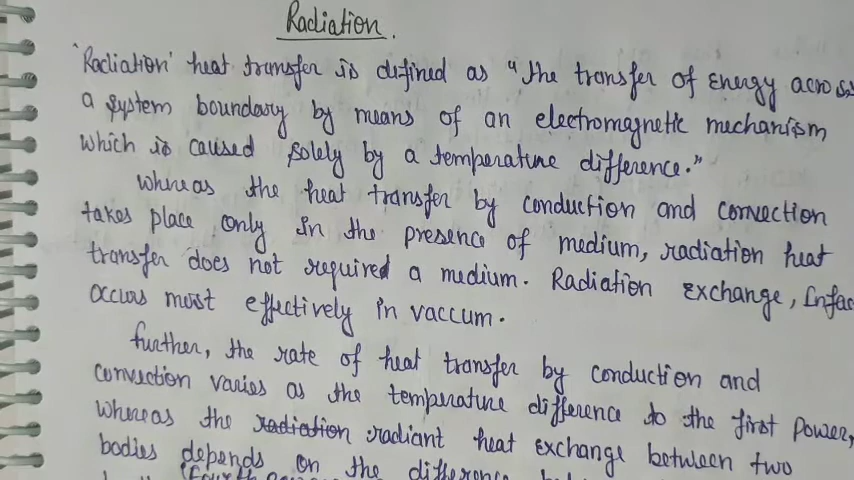 Radiation.
'Radiation' heat transfer is defined as "the transfer of energy across
a system boundary by means of an electromagnetic mechanism
which is caused solely by a temperature difference."
Whereas the heat transfer by conduction and convection
takes place only in the presence of medium, radiation heat
transfer does not required a medium. Radiation exchange, Infac
occurs most effectively in vaccum.
further, the rate of heat transfer by conduction and
convection varies as the temperature difference to the first power,
whereas the radiation radiant heat exchange between two
bodies depends on the difference